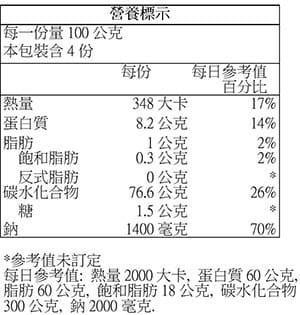 營養標示
每一份量 100 公克
本包裝含 4 份
每份 每日參考值
百分比
熱量 348 大卡 17%
蛋白質 8.2 公克 14%
脂肪 1 公克 2%
飽和脂肪 0.3 公克 2%
反式脂肪 0 公克 *
碳水化合物 76.6 公克 26%
糖 1.5 公克 *
鈉 1400 毫克 70%
*參考值未訂定
每日參考值: 熱量 2000 大卡, 蛋白質 60 公克,
脂肪 60 公克, 飽和脂肪 18 公克, 碳水化合物
300 公克, 鈉 2000 毫克.